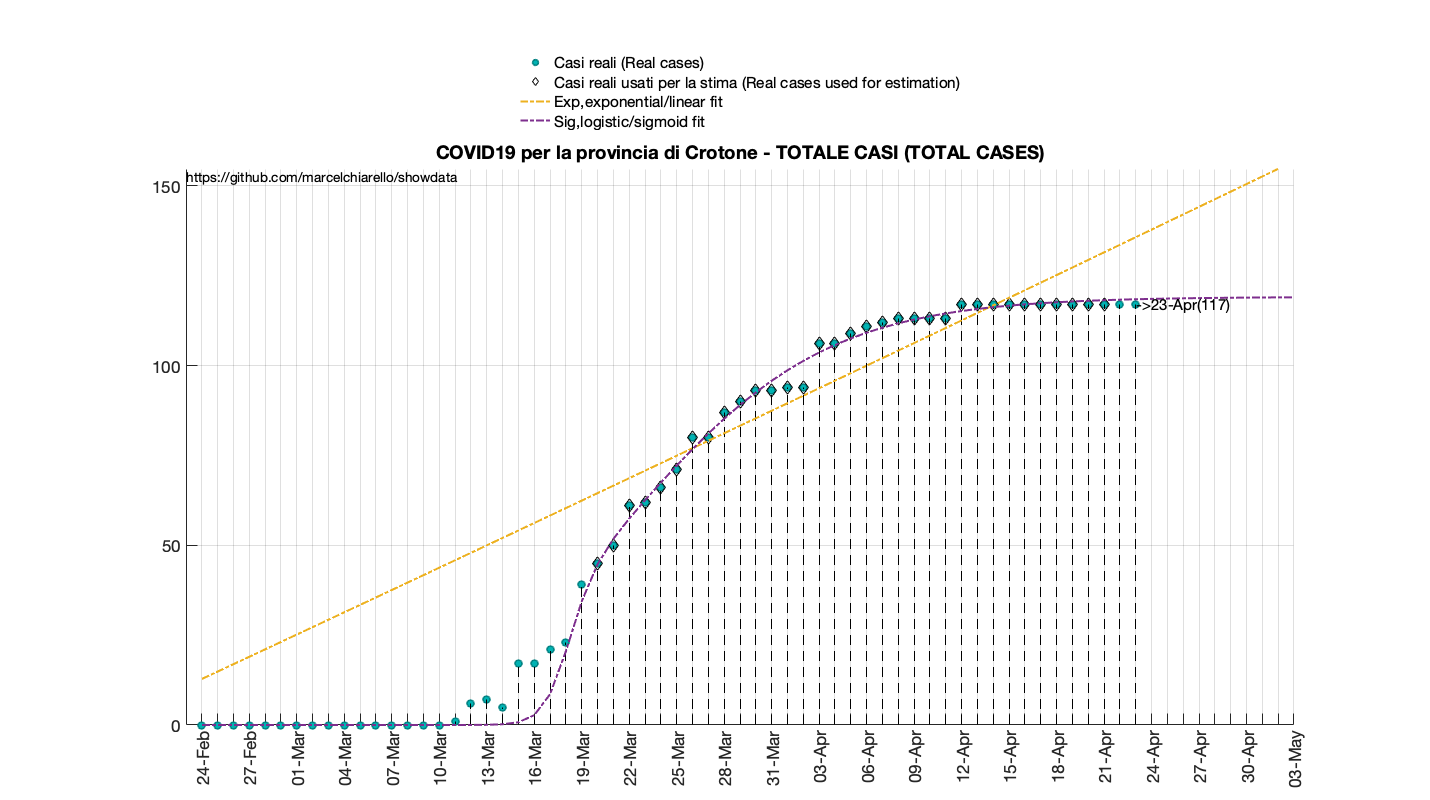 Casi reali (Real cases)
Casi reali usati per la stima (Real cases used for estimation)
Exp,exponential/linear fit
Sig,logistic/sigmoid fit
COVID19 per la provincia di Crotone - TOTALE CASI (TOTAL CASES)
https://github.com/marcelchiarello/showdata
150
100
50
0
->23-Apr(117)
24-Feb
27-Feb
01-Mar
04-Mar
07-Mar
10-Mar
13-Mar
16-Mar
19-Mar
22-Mar
25-Mar
28-Mar
31-Mar
03-Apr
06-Apr
09-Apr
12-Apr
15-Apr
18-Apr
21-Apr
24-Apr
27-Apr
30-Apr
03-May